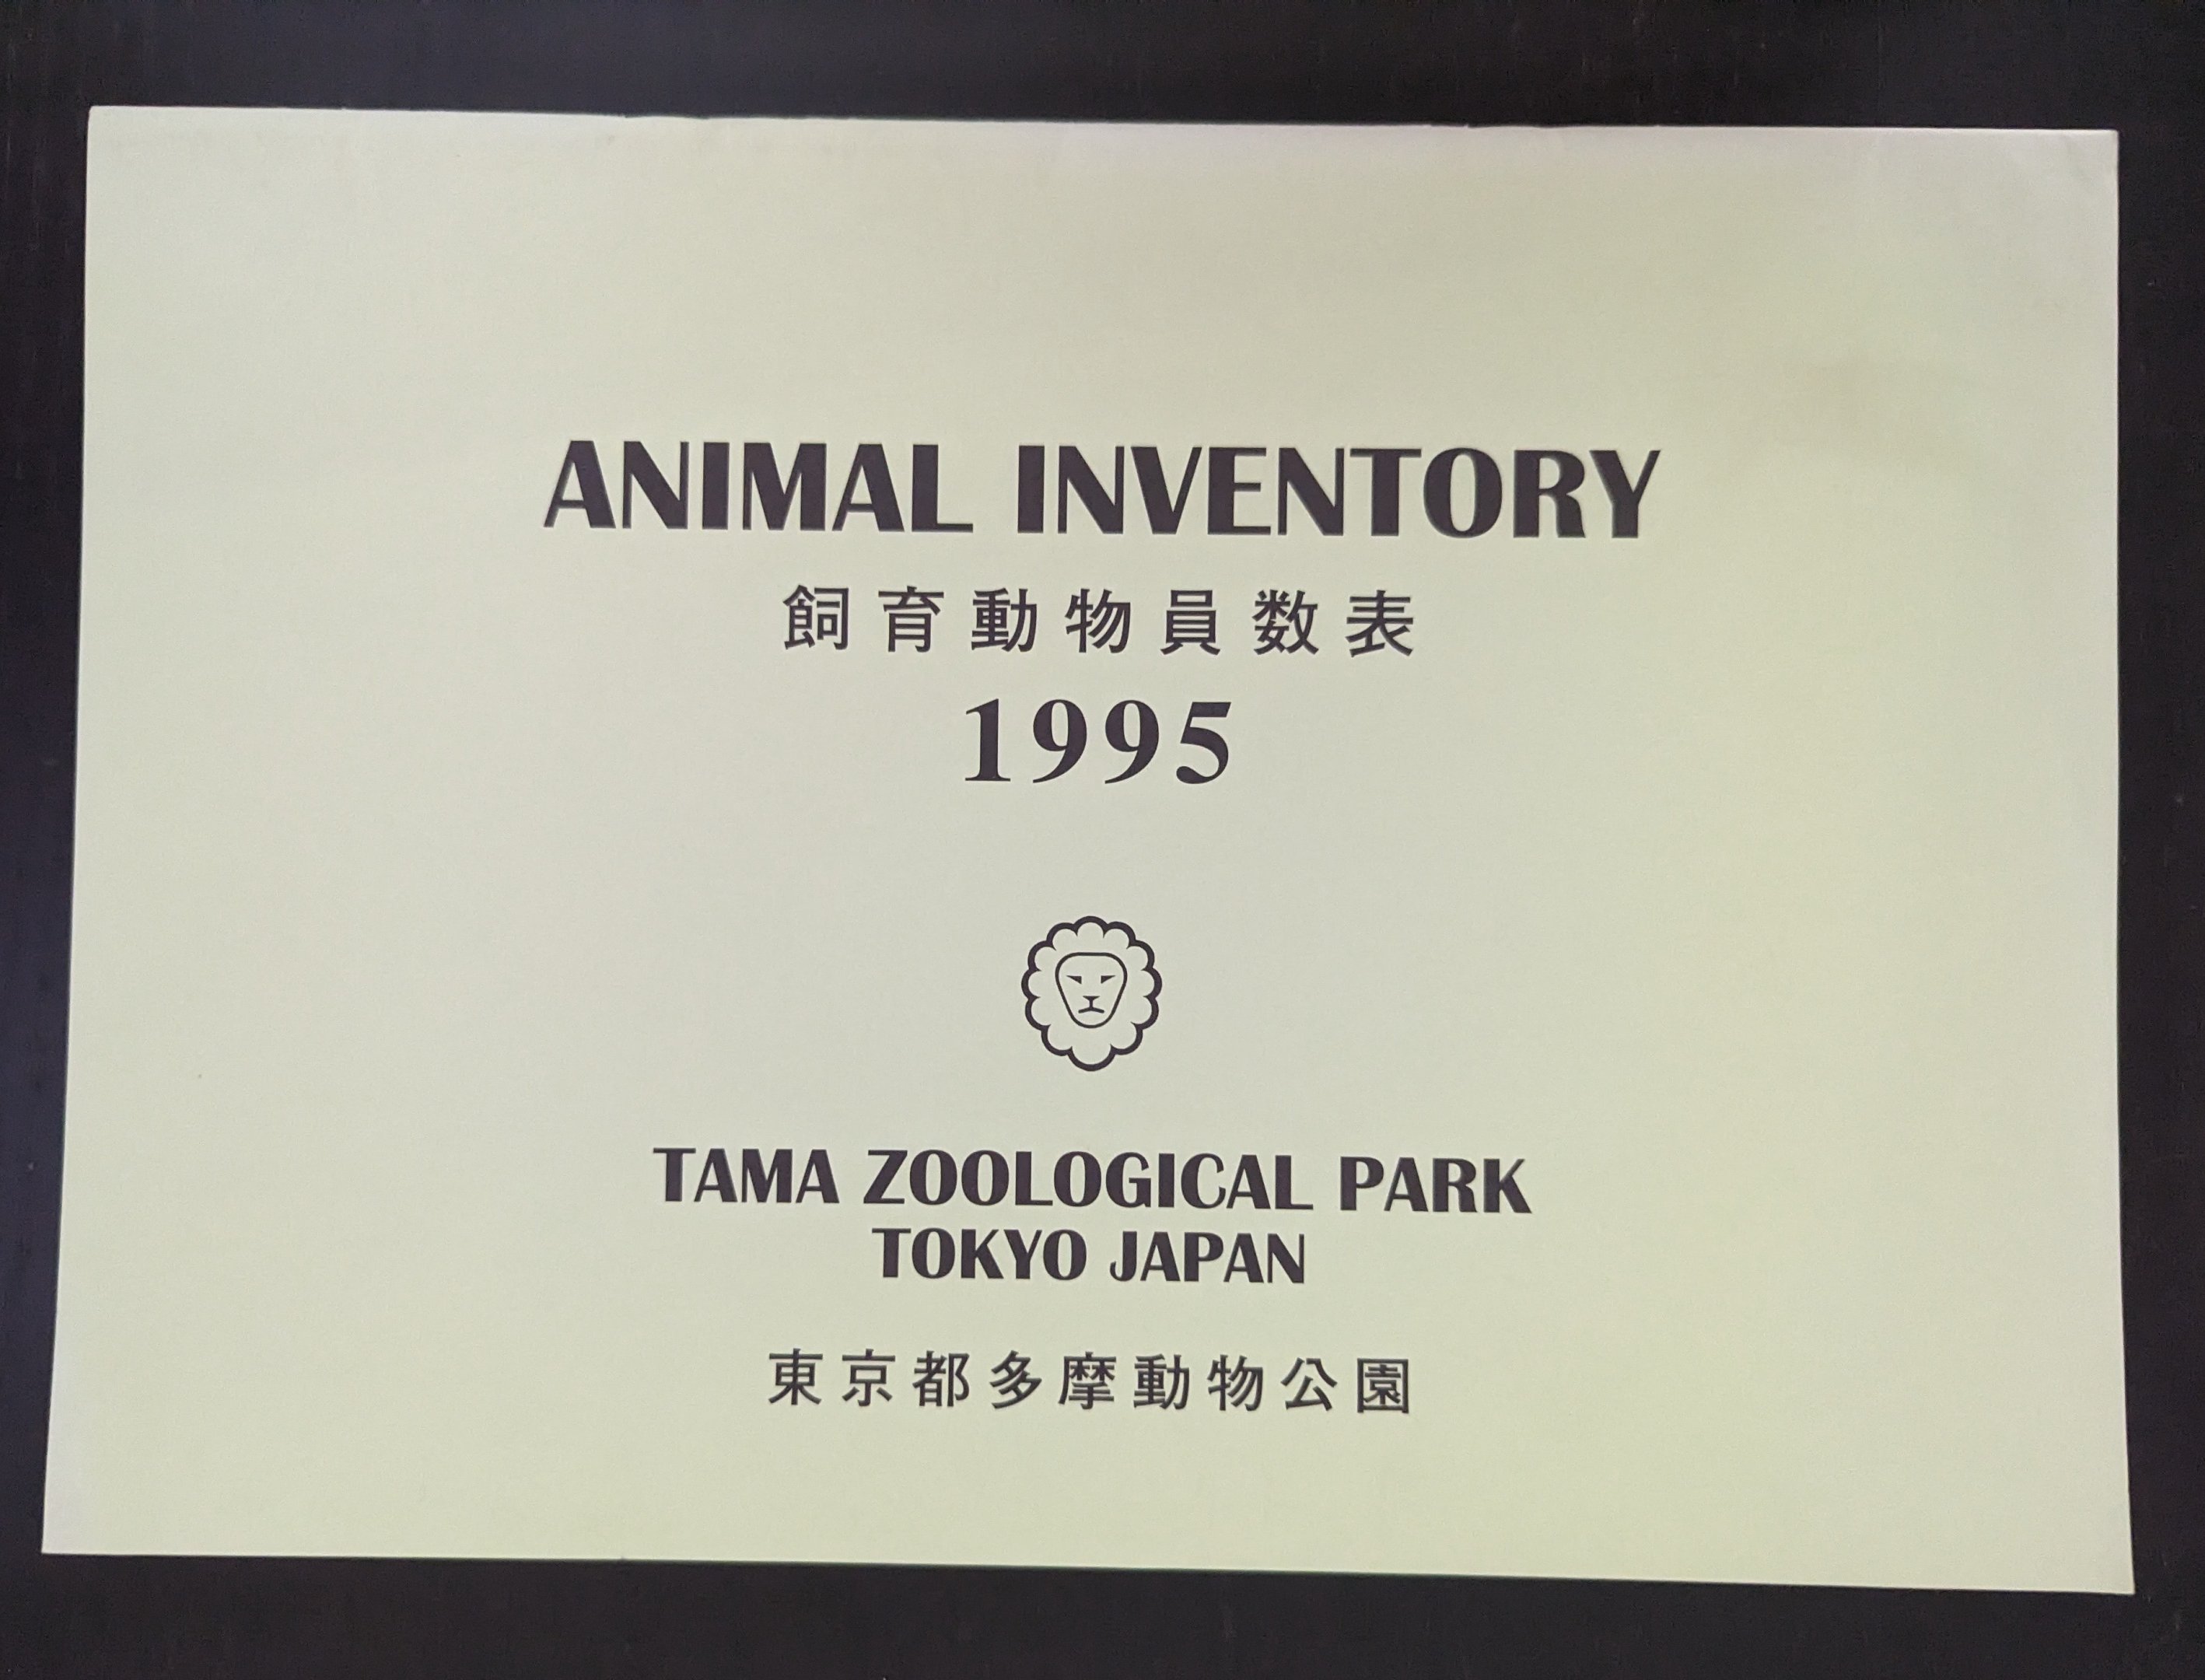 ANIMAL INVENTORY
飼育動物員数表
1995
TAMA ZOOLOGICAL PARK
TOKYO JAPAN
東京都多摩動物公園